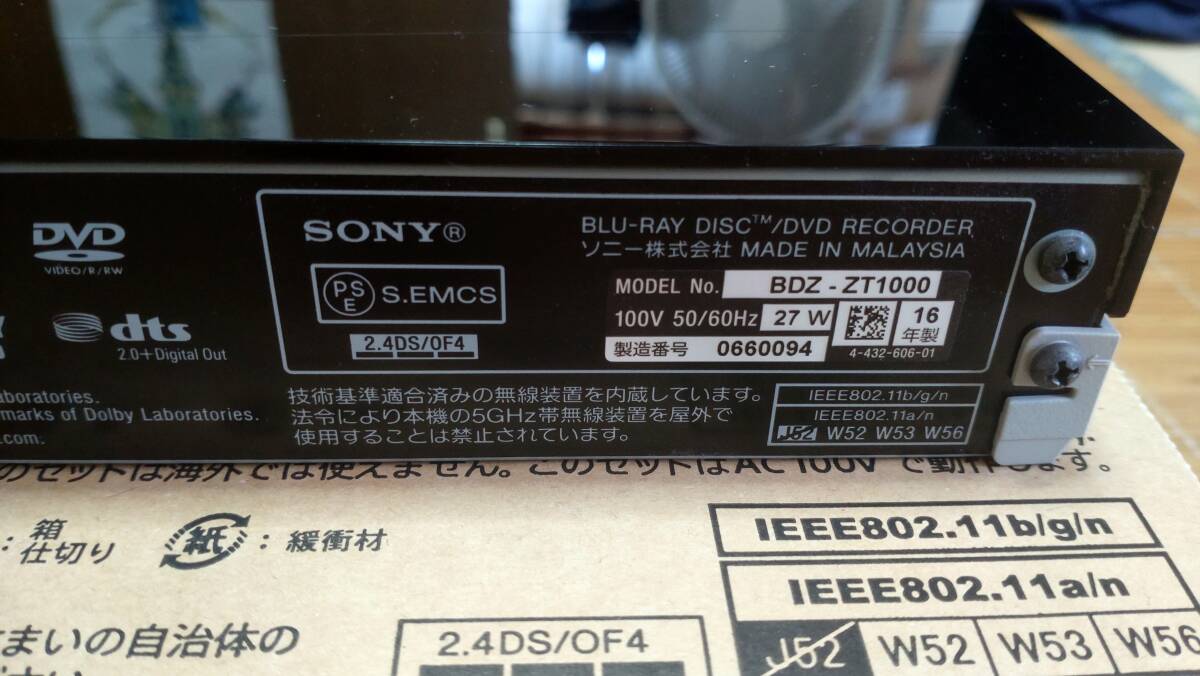 DVD
VIDEO/R/RW
dts
2.0+Digital Out
SONY®
BLU-RAY DISC™/DVD RECORDER
ソニー株式会社 MADE IN MALAYSIA
PSE S.EMCS
2.4DS/OF4
MODEL No. BDZ - ZT1000
100V 50/60Hz 27 W
16年製
製造番号 0660094
4-432-606-01
Laboratories.
marks of Dolby Laboratories.
.com.
技術基準適合済みの無線装置を内蔵しています。
法令により本機の5GHz帯無線装置を屋外で
使用することは禁止されています。
IEEE802.11b/g/n
IEEE802.11a/n
J52 W52 W53 W56
のセットは海外では使えません。このセットはAC100Vで動作します。
: 箱
仕切り
紙 : 緩衝材
IEEE802.11b/g/n
IEEE802.11a/n
J52 W52 W53 W56
まいの自治体の
2.4DS/OF4